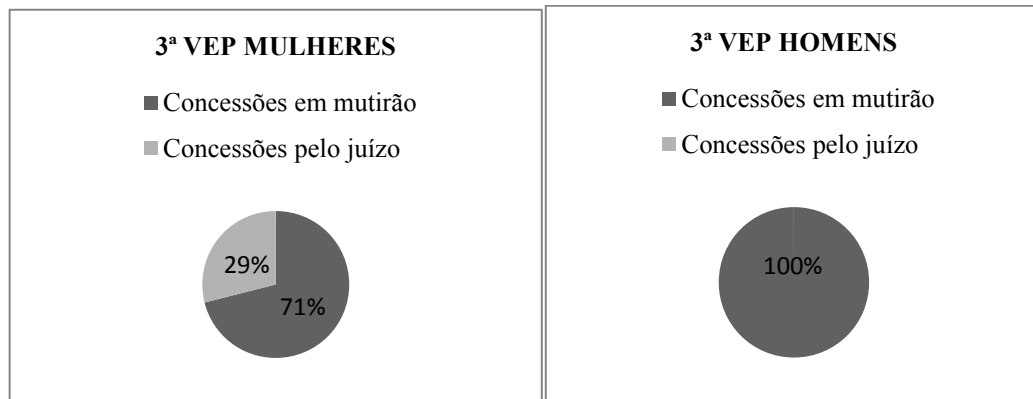 3ª VEP MULHERES
Concessões em mutirão
Concessões pelo juízo
29%
71%
3ª VEP HOMENS
Concessões em mutirão
Concessões pelo juízo
100%